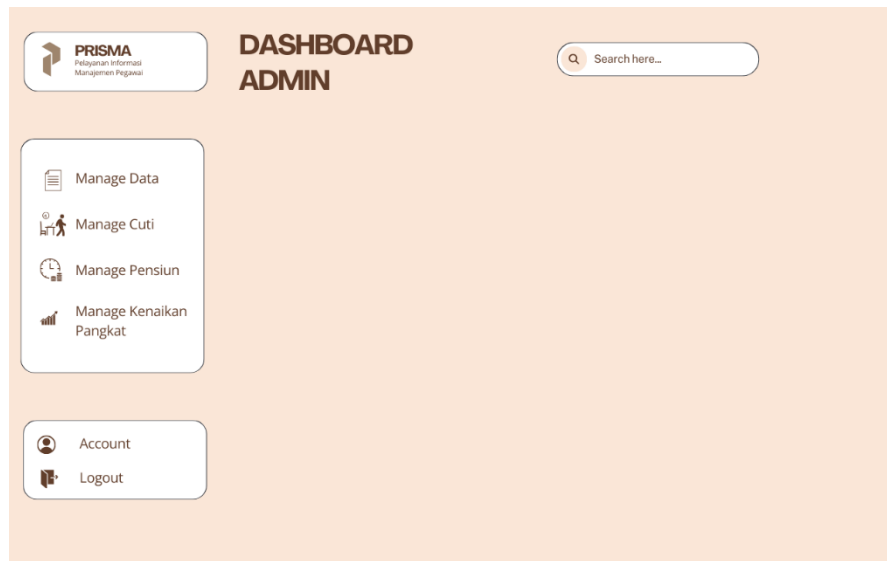 PRISMA
Pelayanan Informasi
Manajemen Pegawai
DASHBOARD
ADMIN
Search here...
Manage Data
Manage Cuti
Manage Pensiun
Manage Kenaikan
Pangkat
Account
Logout